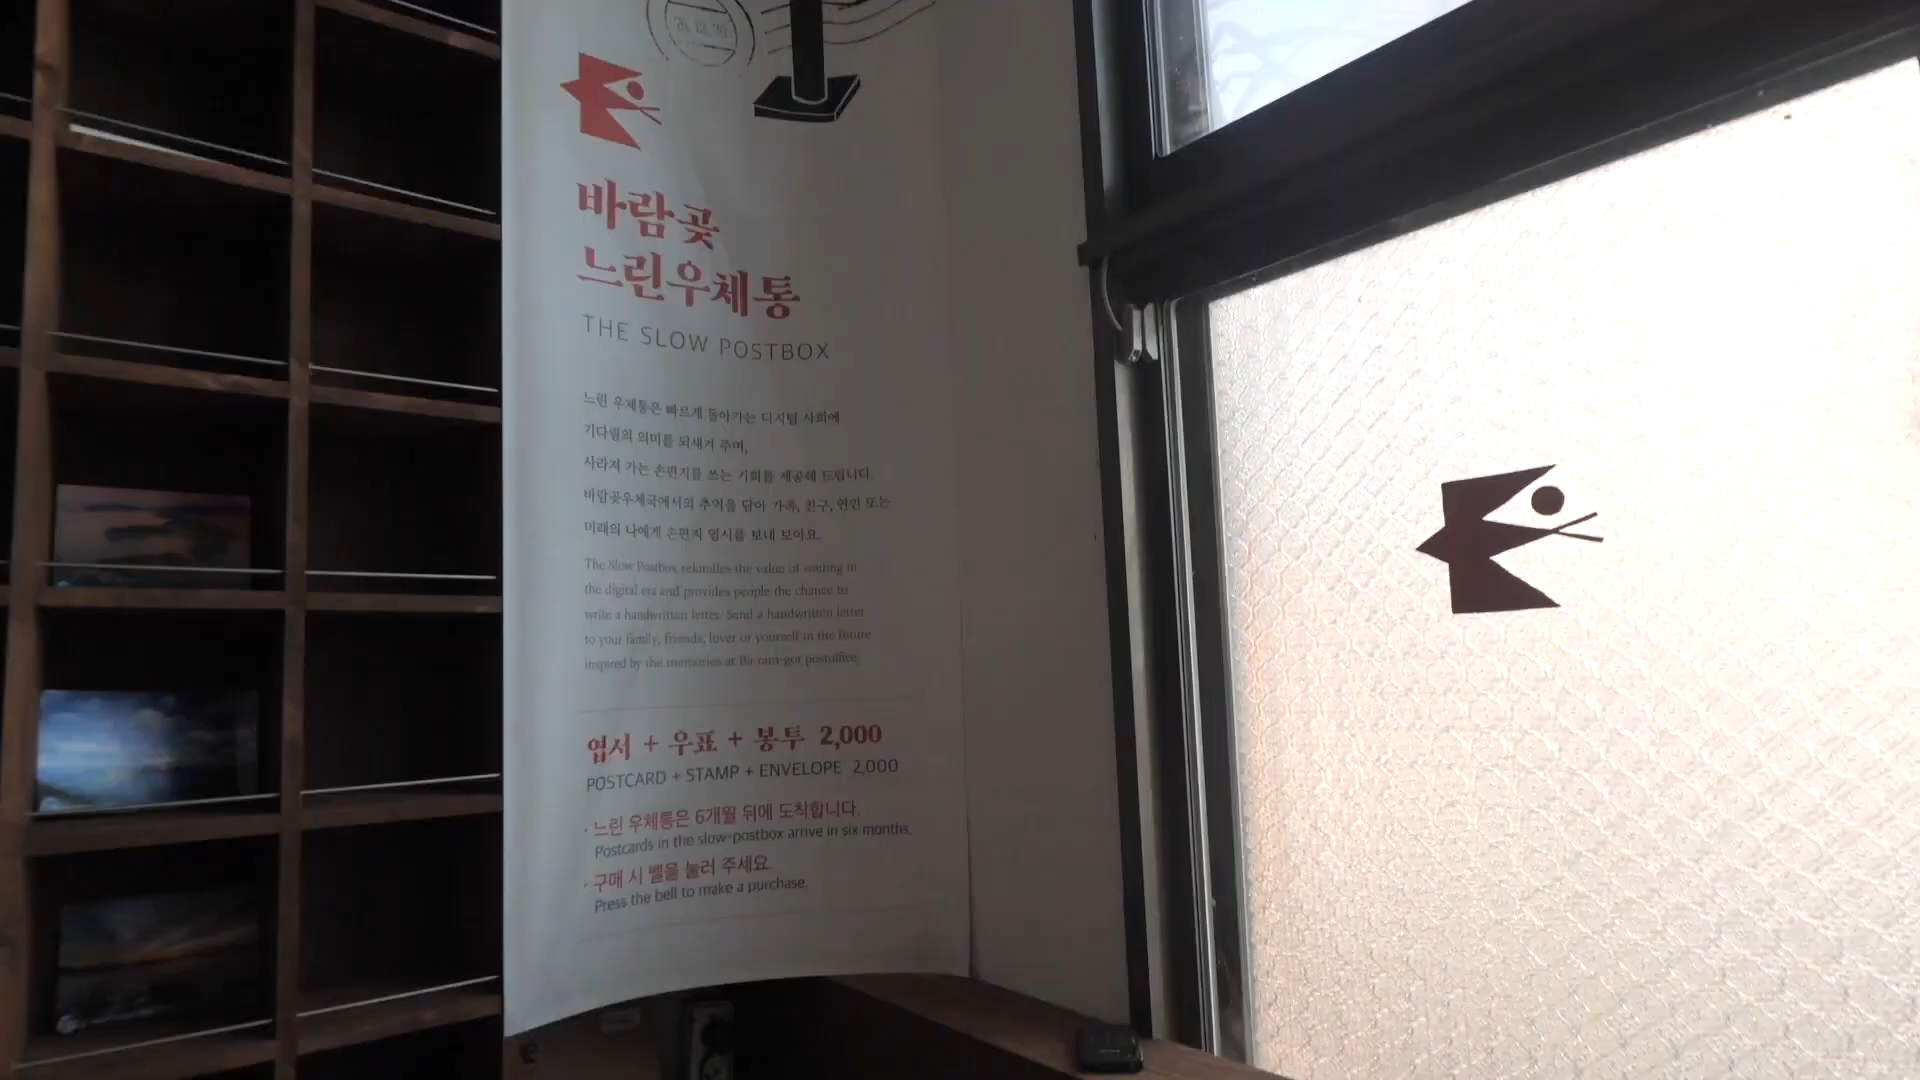 바람곶
느린우체통
THE SLOW POSTBOX
느린 우체통은 빠르게 돌아가는 디지털 사회에
기다림의 의미를 되새겨 주며,
사라져 가는 손편지를 쓰는 기회를 제공해 드립니다.
바람곶우체국에서의 추억을 담아 가족, 친구, 연인 또는
미래의 나에게 손편지 엽서를 보내 보아요.
The Slow Postbox rekindles the value of waiting in
the digital era and provides people the chance to
write a handwritten letter. Send a handwritten letter
to your family, friends, lover or yourself in the future
inspired by the memories at Ba-ram-got postoffice.
엽서 + 우표 + 봉투 2,000
POSTCARD + STAMP + ENVELOPE 2,000
· 느린 우체통은 6개월 뒤에 도착합니다.
Postcards in the slow-postbox arrive in six months.
· 구매 시 벨을 눌러 주세요.
Press the bell to make a purchase.